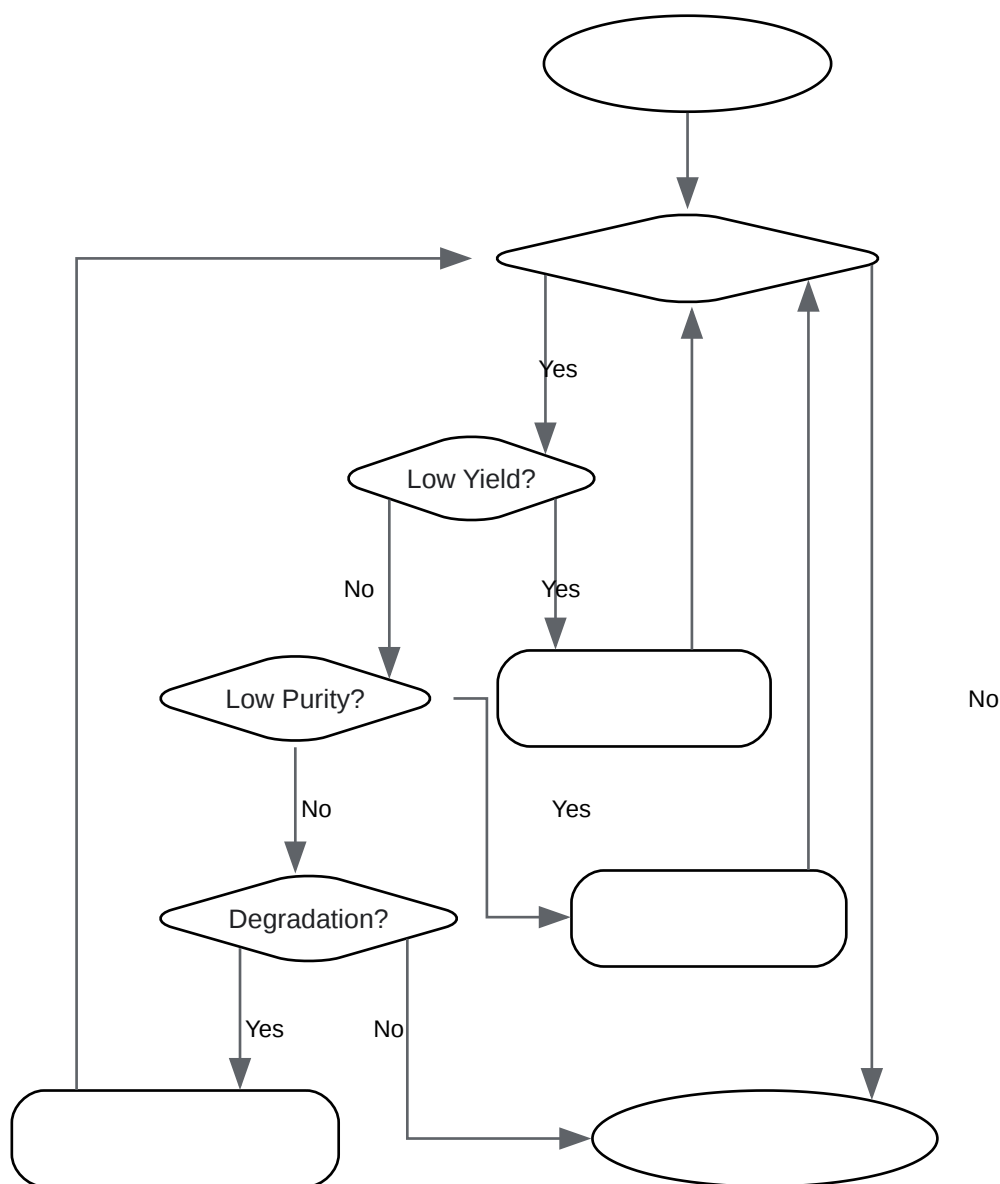 Yes
Low Yield?
No
Yes
Low Purity?
No
No
Yes
Degradation?
Yes
No